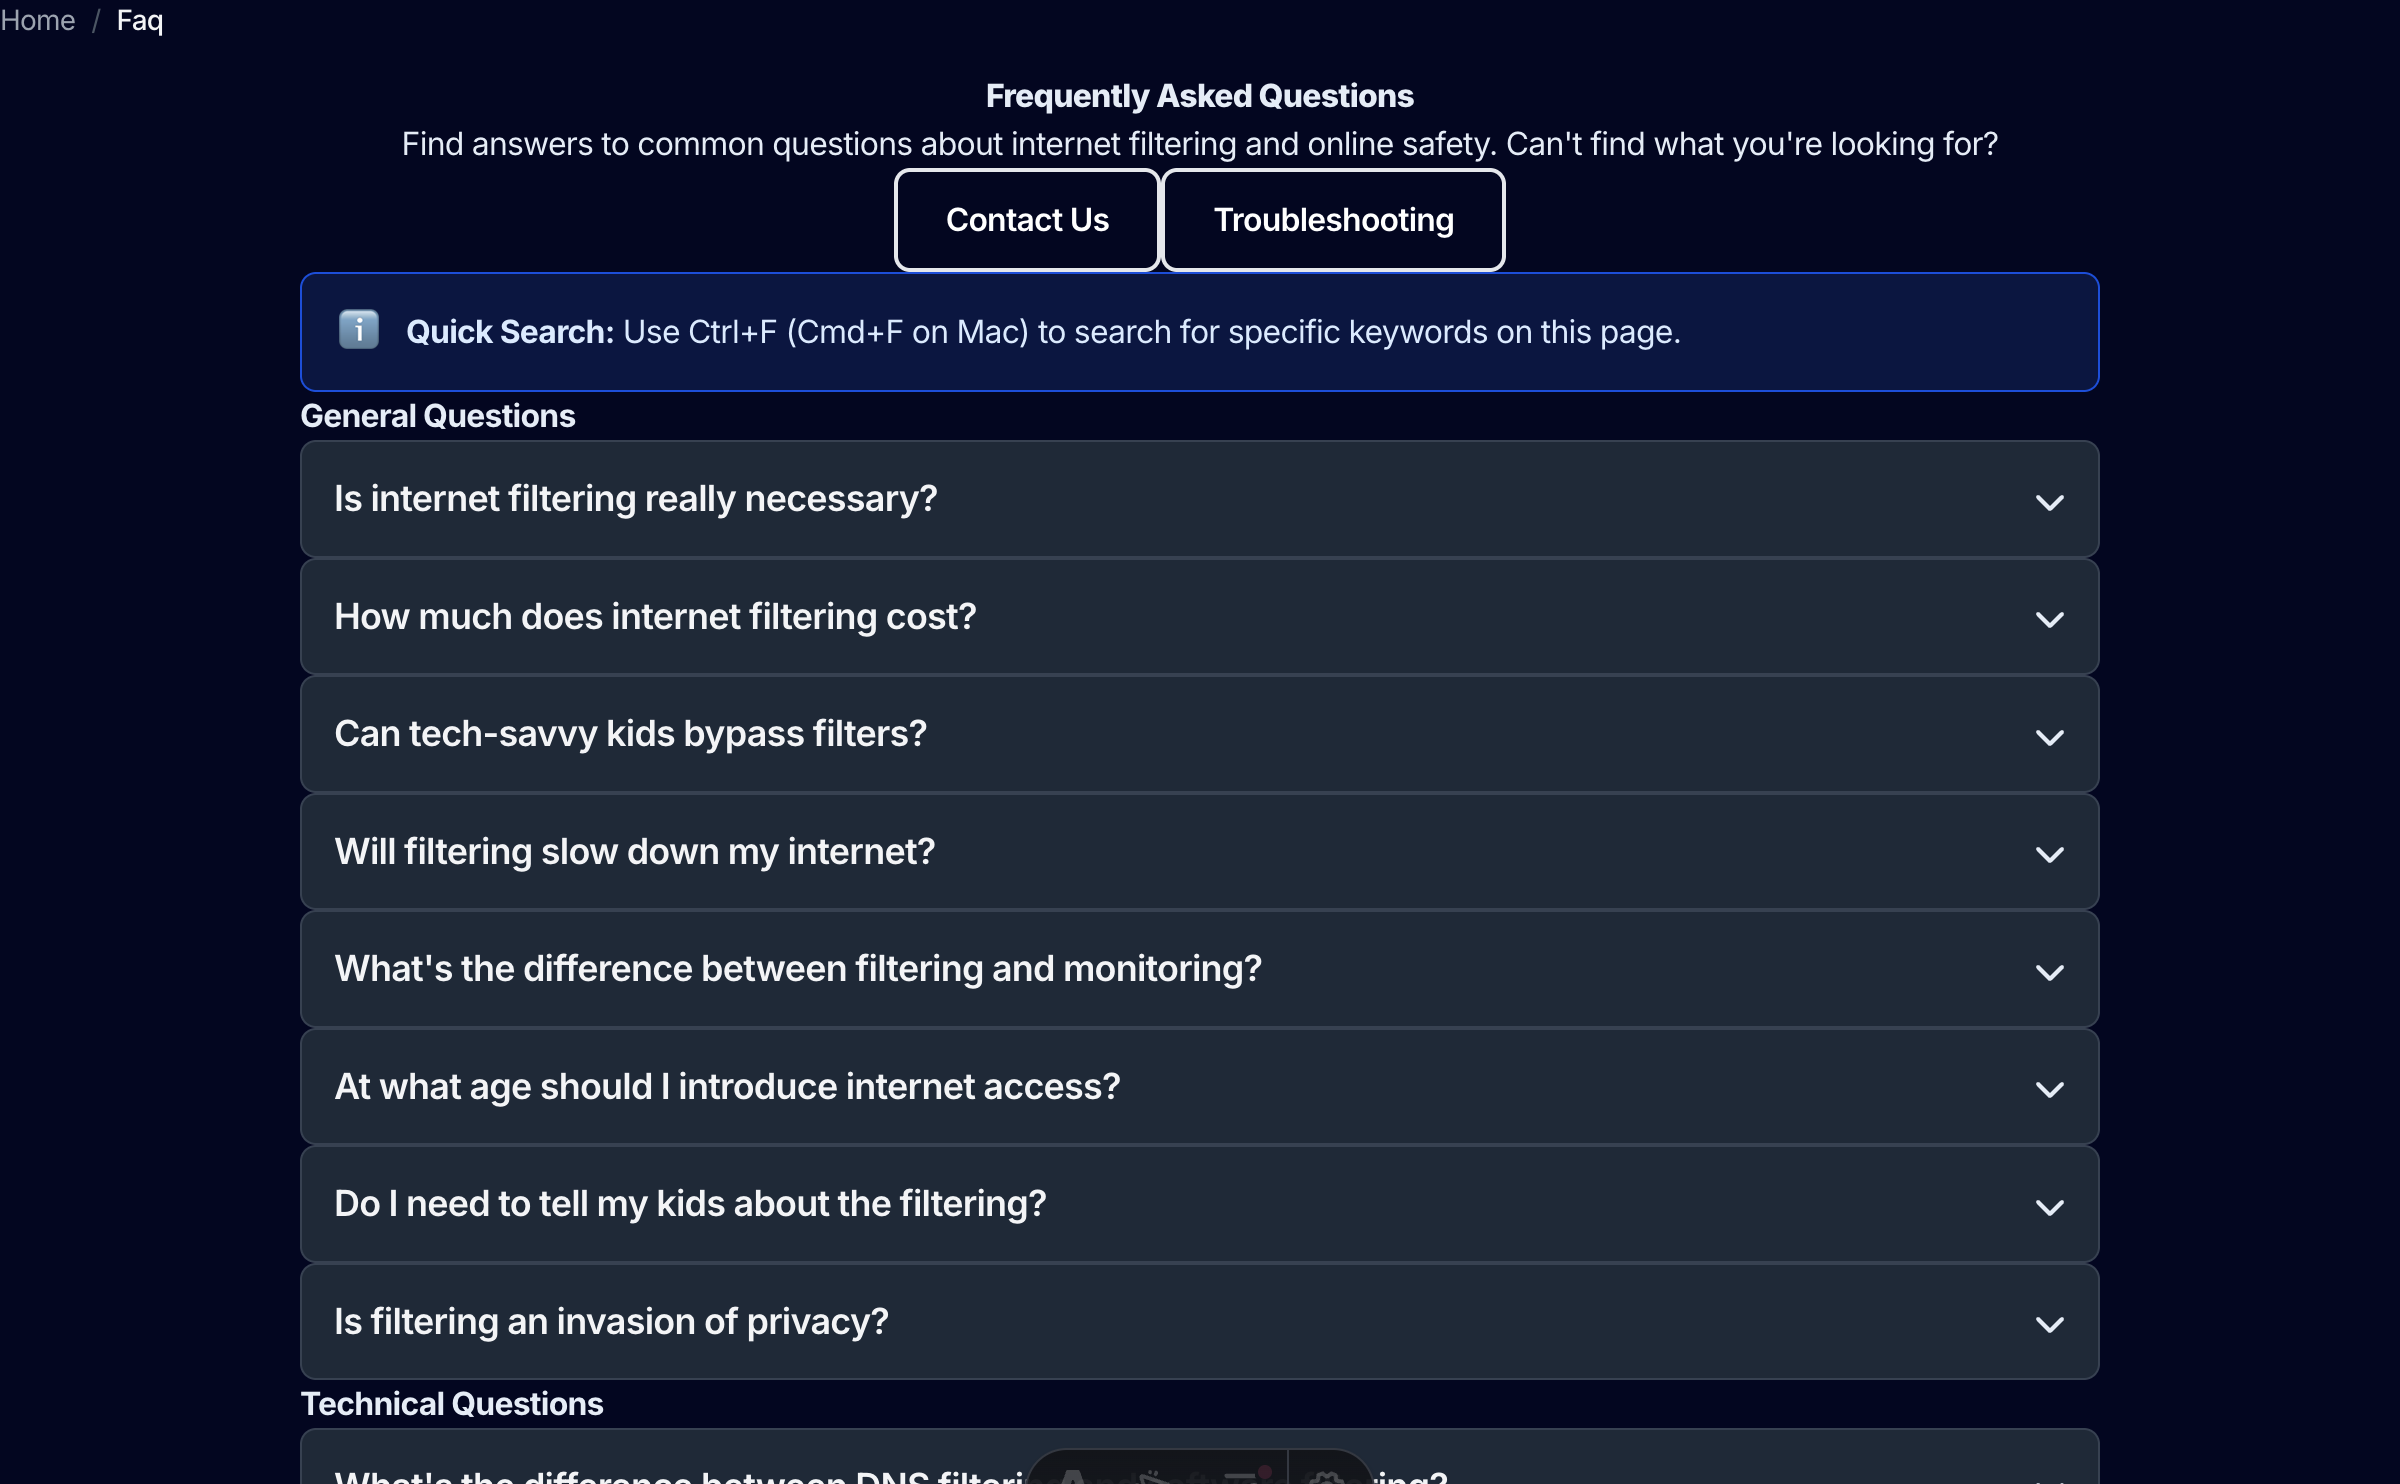 Home / Faq
Frequently Asked Questions
Find answers to common questions about internet filtering and online safety. Can't find what you're looking for?
Contact Us
Troubleshooting
Quick Search: Use Ctrl+F (Cmd+F on Mac) to search for specific keywords on this page.
General Questions
Is internet filtering really necessary?
How much does internet filtering cost?
Can tech-savvy kids bypass filters?
Will filtering slow down my internet?
What's the difference between filtering and monitoring?
At what age should I introduce internet access?
Do I need to tell my kids about the filtering?
Is filtering an invasion of privacy?
Technical Questions
What's the difference between DNS filtering and software filtering?